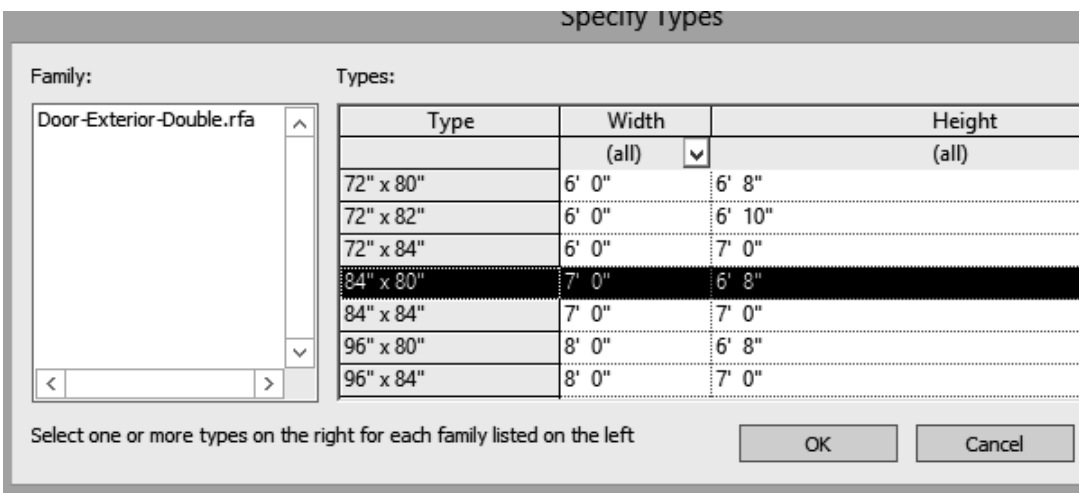 Specify Types
Family:
Types:
Door-Exterior-Double.rfa
Type Width Height
(all) (all)
72" x 80" 6' 0" 6' 8"
72" x 82" 6' 0" 6' 10"
72" x 84" 6' 0" 7' 0"
84" x 80" 7' 0" 6' 8"
84" x 84" 7' 0" 7' 0"
96" x 80" 8' 0" 6' 8"
96" x 84" 8' 0" 7' 0"
Select one or more types on the right for each family listed on the left
OK Cancel